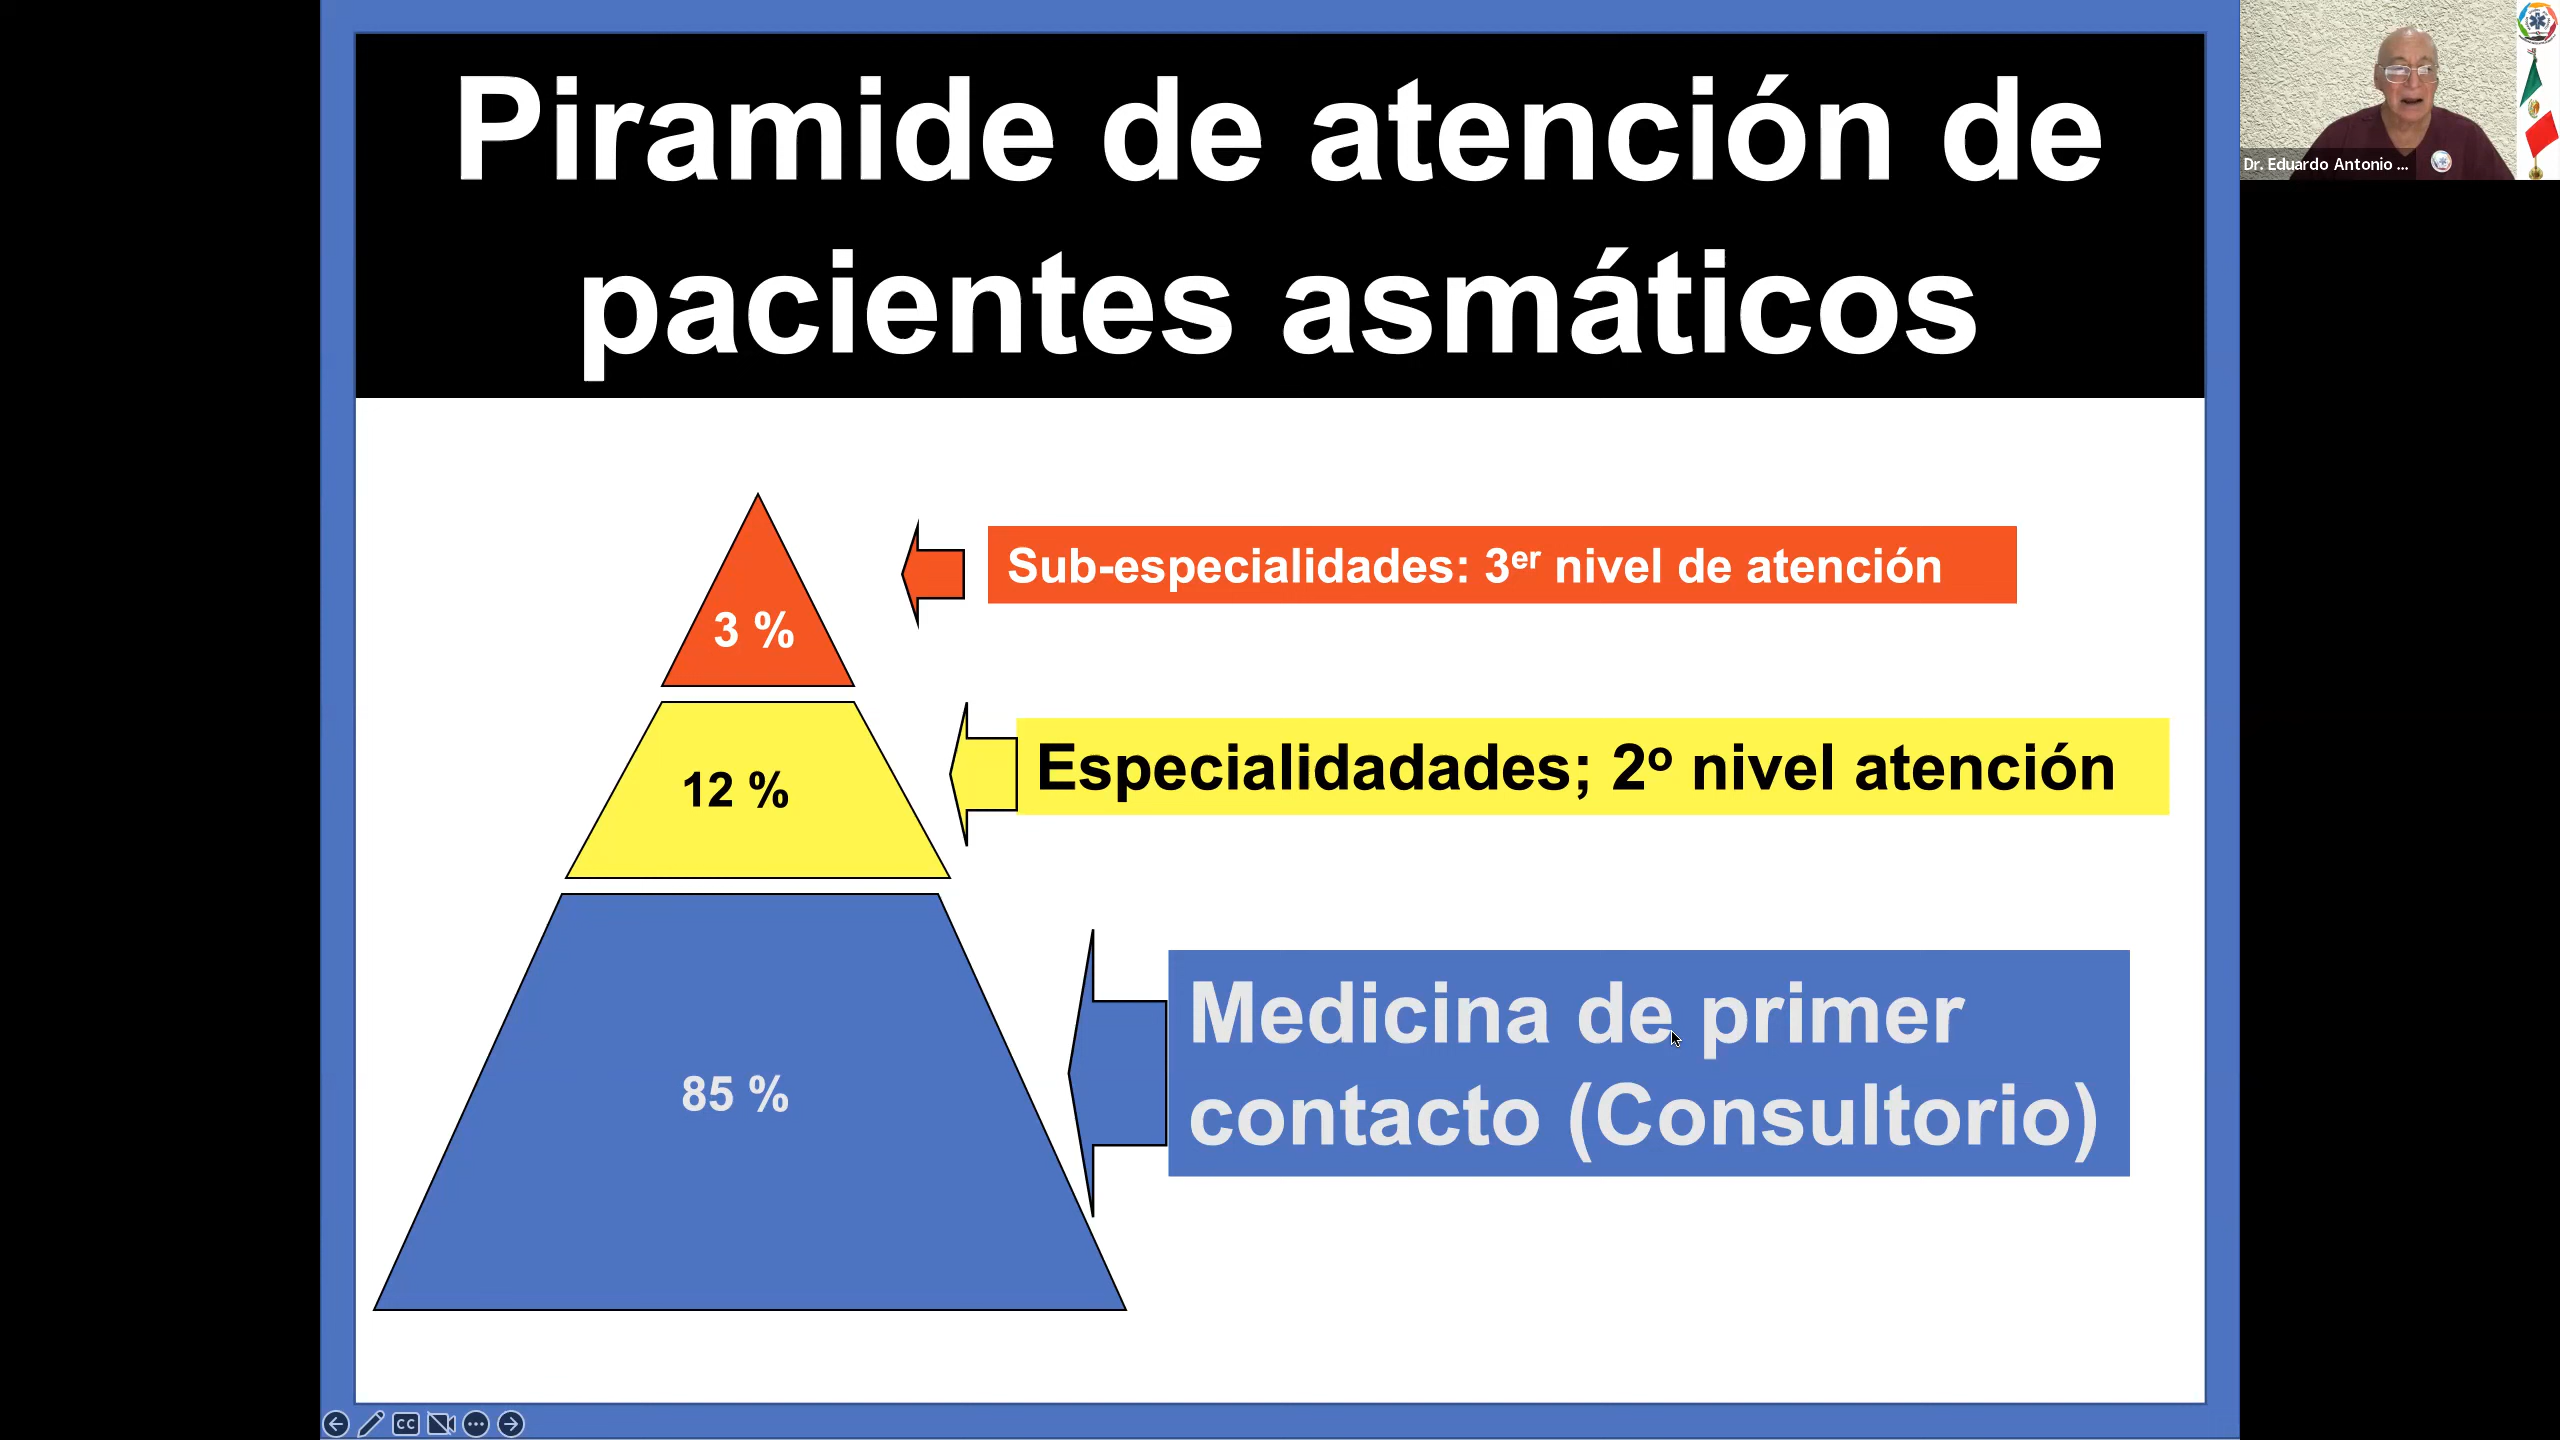 Piramide de atención de
pacientes asmáticos
3 %
Sub-especialidades: 3er nivel de atención
12 %
Especialidadades; 2º nivel atención
85 %
Medicina de primer
contacto (Consultorio)
Dr. Eduardo Antonio ...
CC